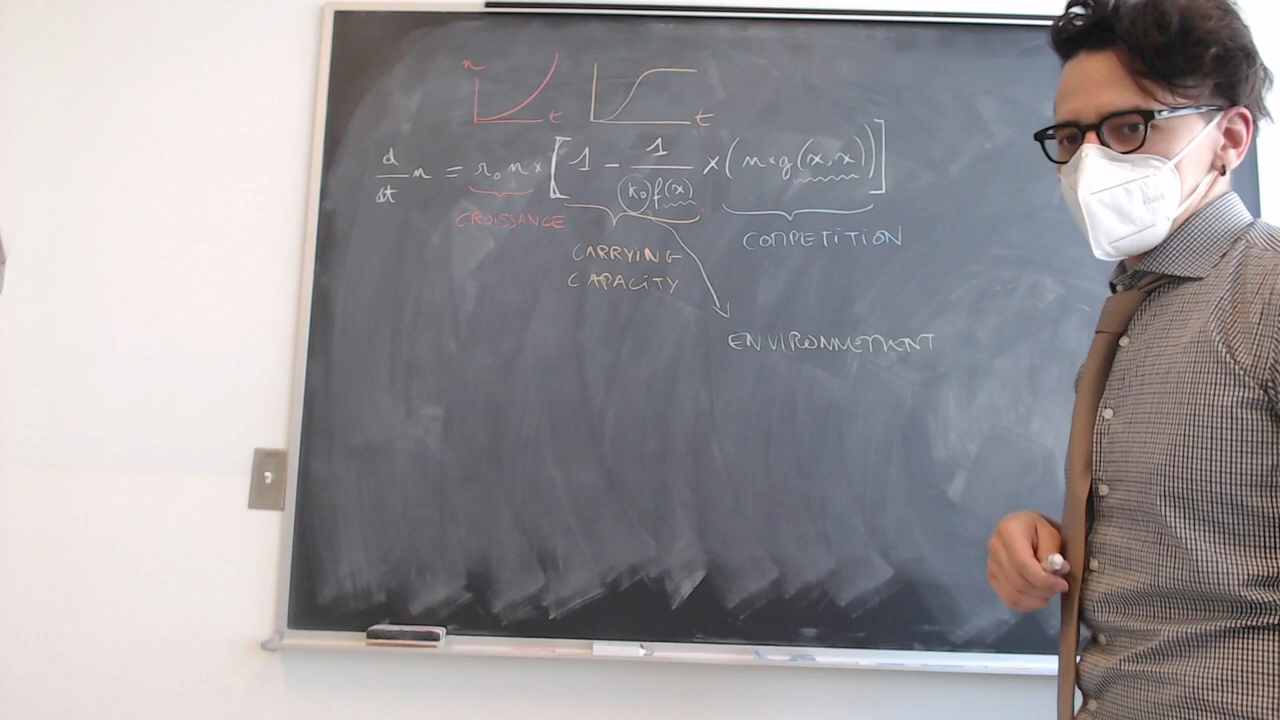 n
t
t
d/dt n = r₀ n × [ 1 - 1/(k₀ f(x)) × (n × g(x,x)) ]
CROISSANCE
CARRYING
CAPACITY
COMPETITION
ENVIRONNEMENT